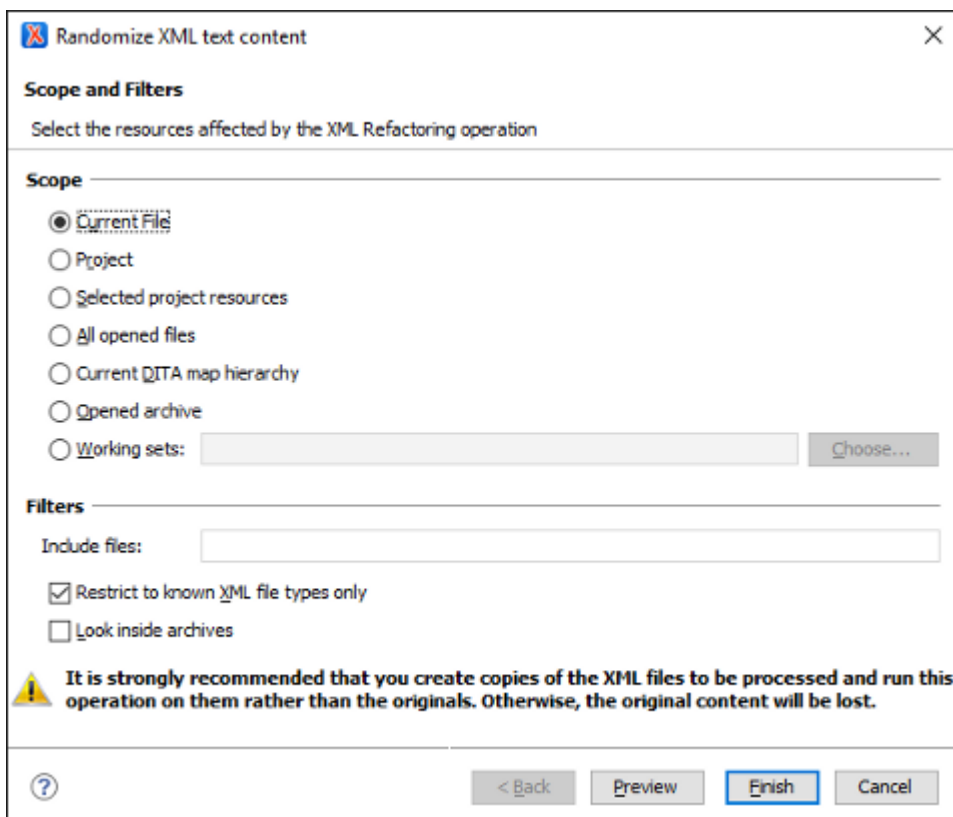 Randomize XML text content
Scope and Filters
Select the resources affected by the XML Refactoring operation
Scope
Current File
Project
Selected project resources
All opened files
Current DITA map hierarchy
Opened archive
Working sets:
Choose...
Filters
Include files:
Restrict to known XML file types only
Look inside archives
It is strongly recommended that you create copies of the XML files to be processed and run this
operation on them rather than the originals. Otherwise, the original content will be lost.
? < Back Preview Finish Cancel